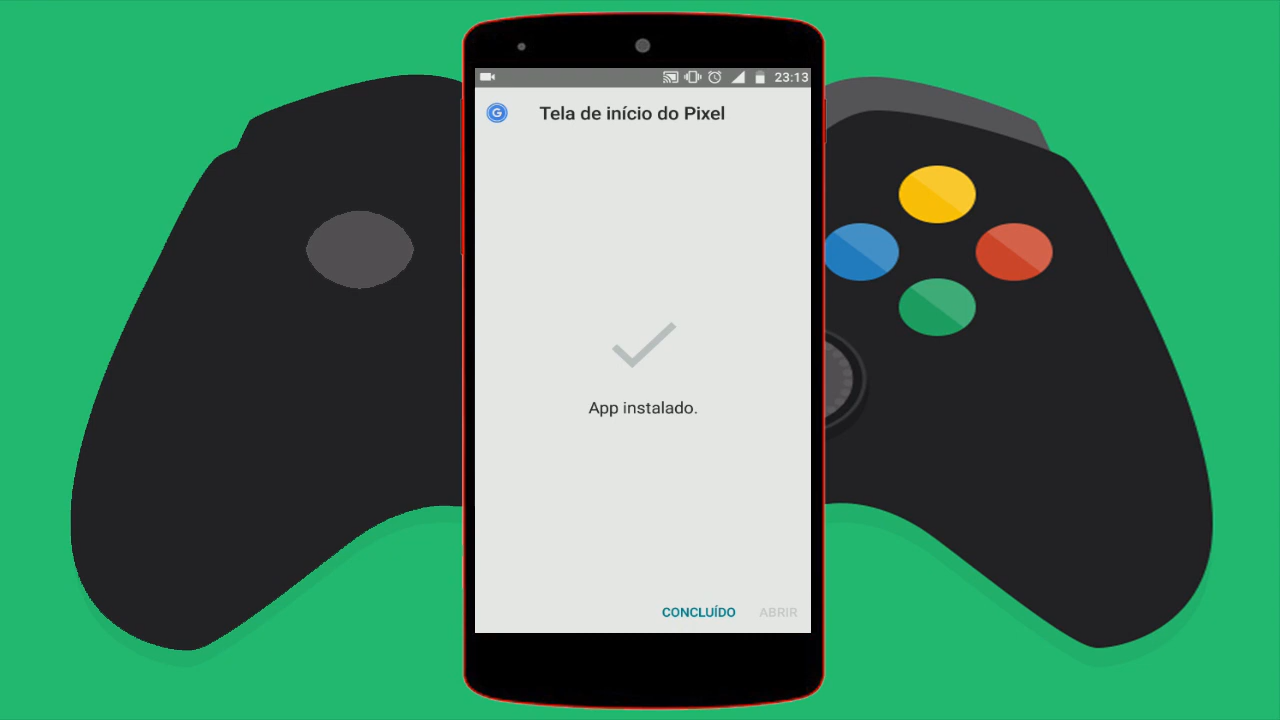 23:13
G
Tela de início do Pixel
App instalado.
CONCLUÍDO ABRIR